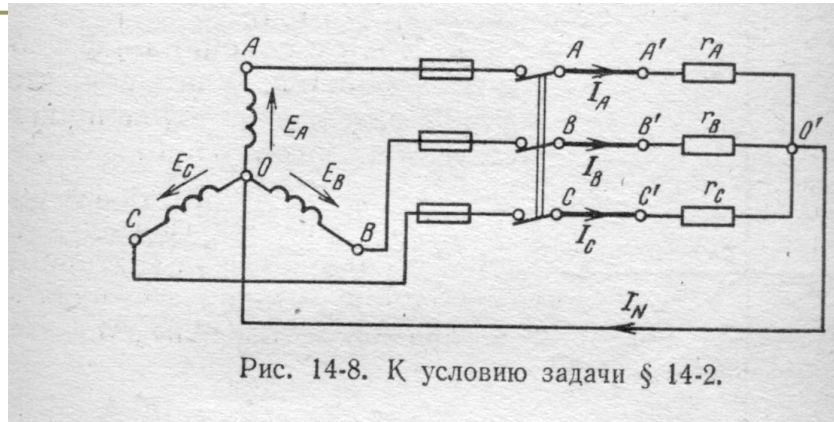 A A A' r_A
I_A
E_A
B B' r_B O'
E_C O E_B
I_B
C B C C' r_C
I_C
I_N
Рис. 14-8. К условию задачи § 14-2.